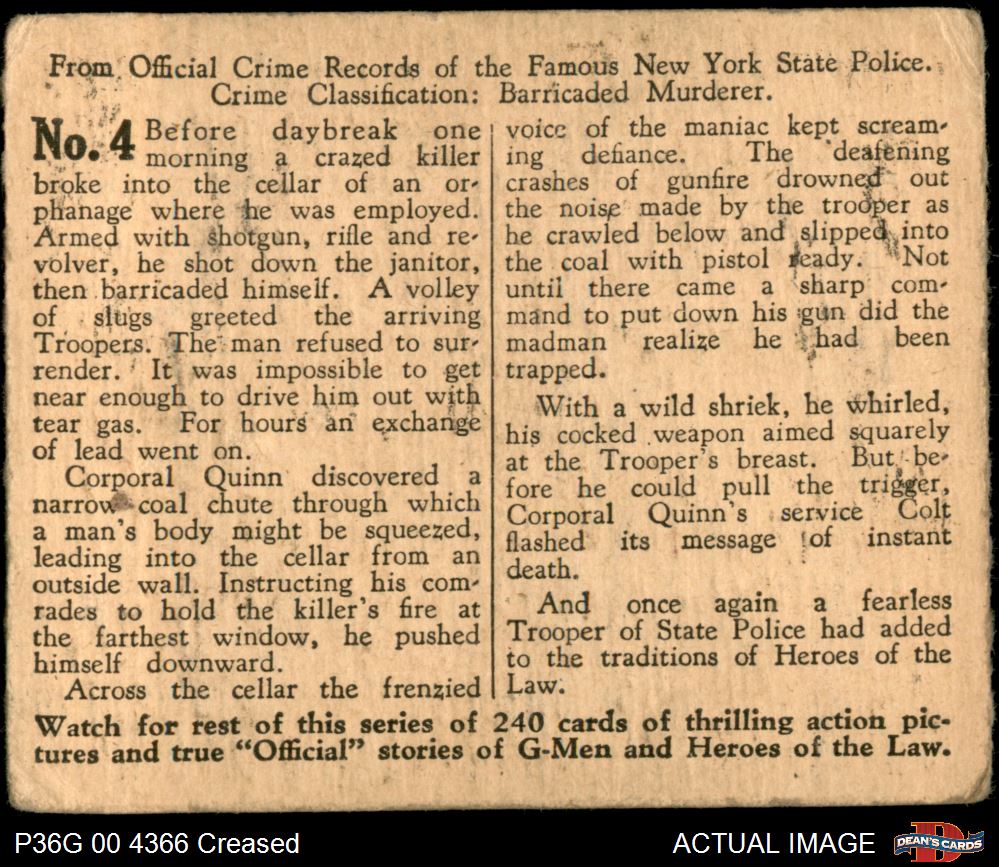 From Official Crime Records of the Famous New York State Police.
Crime Classification: Barricaded Murderer.
No. 4 Before daybreak one
morning a crazed killer
broke into the cellar of an or-
phanage where he was employed.
Armed with shotgun, rifle and re-
volver, he shot down the janitor,
then barricaded himself. A volley
of slugs greeted the arriving
Troopers. The man refused to sur-
render. It was impossible to get
near enough to drive him out with
tear gas. For hours an exchange
of lead went on.
Corporal Quinn discovered a
narrow coal chute through which
a man's body might be squeezed,
leading into the cellar from an
outside wall. Instructing his com-
rades to hold the killer's fire at
the farthest window, he pushed
himself downward.
Across the cellar the frenzied
voice of the maniac kept scream-
ing defiance. The deafening
crashes of gunfire drowned out
the noise made by the trooper as
he crawled below and slipped into
the coal with pistol ready. Not
until there came a sharp com-
mand to put down his gun did the
madman realize he had been
trapped.
With a wild shriek, he whirled,
his cocked weapon aimed squarely
at the Trooper's breast. But be-
fore he could pull the trigger,
Corporal Quinn's service Colt
flashed its message of instant
death.
And once again a fearless
Trooper of State Police had added
to the traditions of Heroes of the
Law.
Watch for rest of this series of 240 cards of thrilling action pic-
tures and true "Official" stories of G-Men and Heroes of the Law.
P36G 00 4366 Creased
ACTUAL IMAGE
D
DEAN'S CARDS